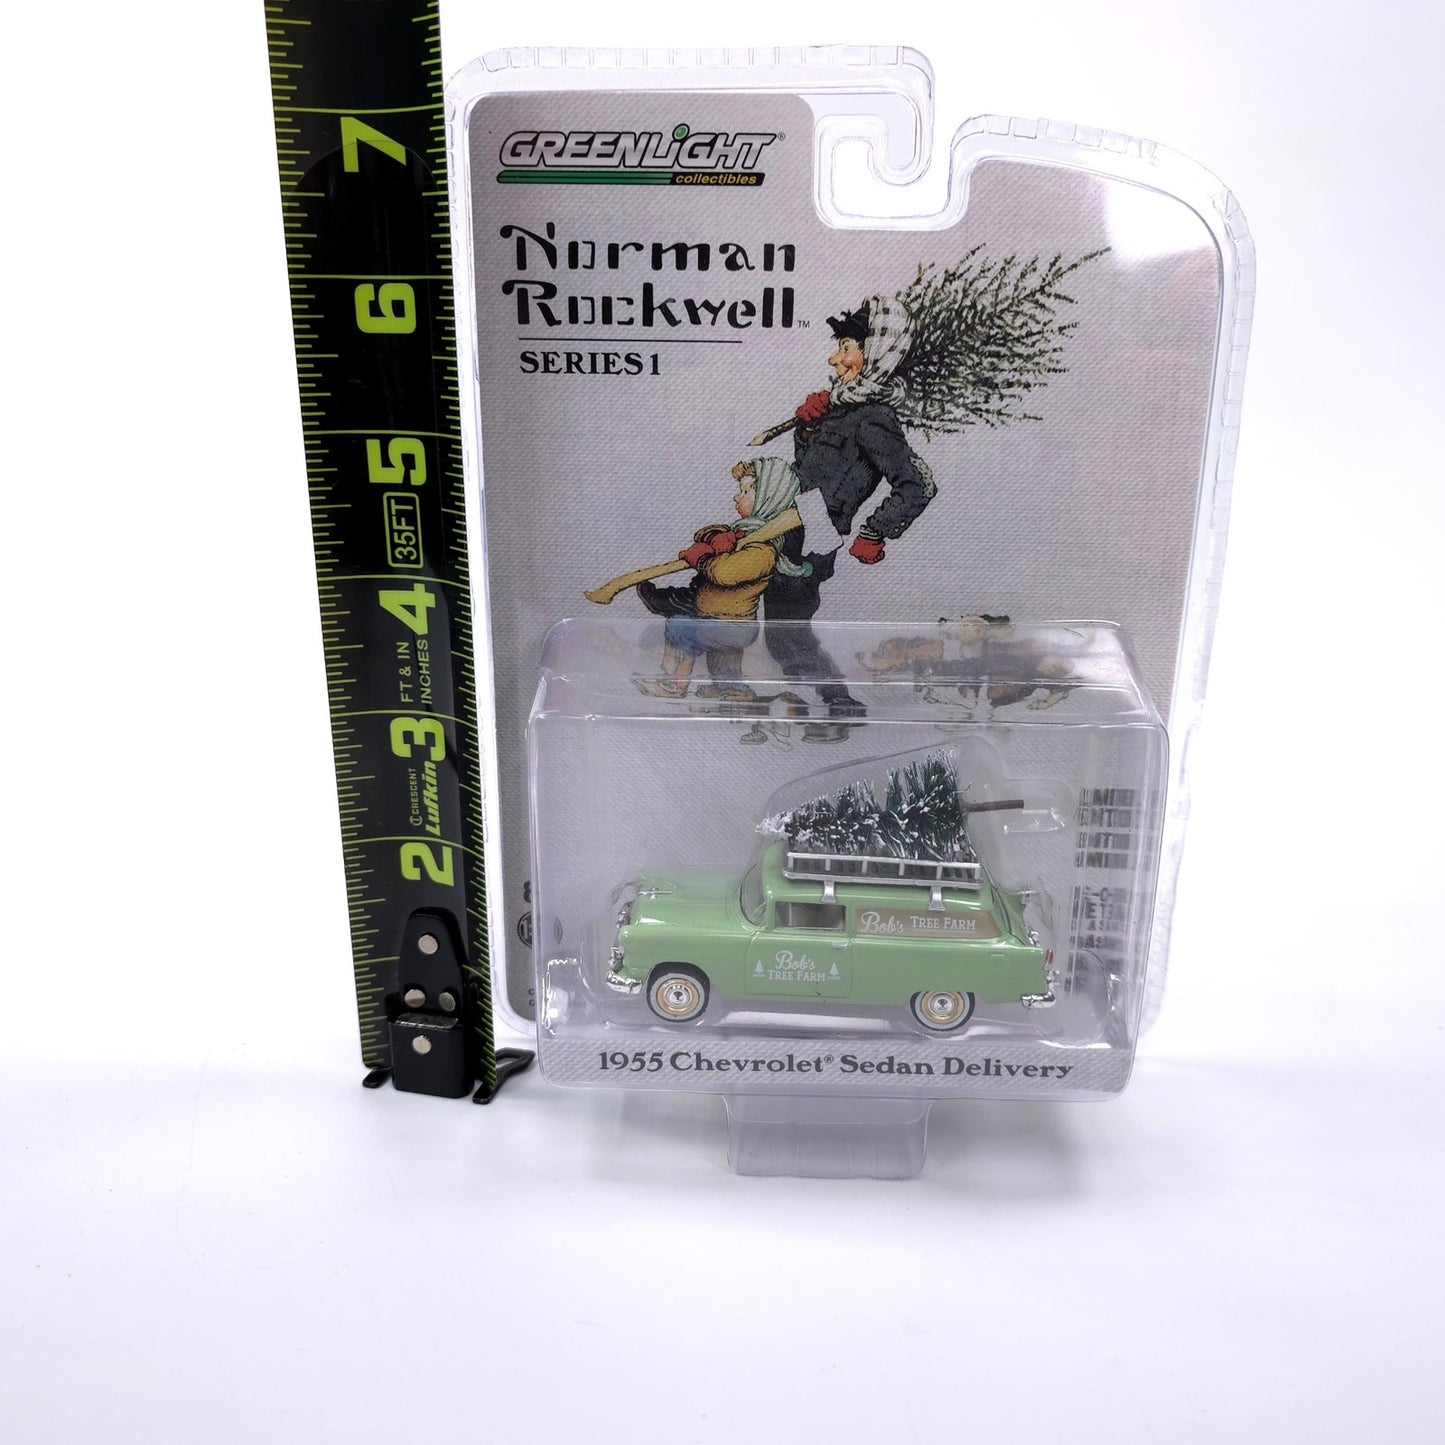 7
6
5
35FT
4
FT & IN
INCHES
3
CRESCENT
Lufkin
2
GREENLIGHT®
collectibles
Norman
Rockwell™
SERIES 1
Bob's TREE FARM
Bob's
TREE FARM
1955 Chevrolet® Sedan Delivery